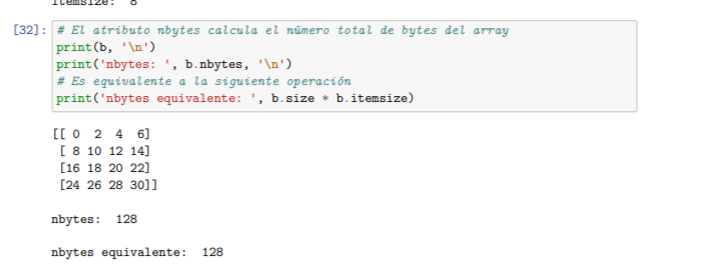 itemsize:  8
[32]: # El atributo nbytes calcula el número total de bytes del array
print(b, '\n')
print('nbytes: ', b.nbytes, '\n')
# Es equivalente a la siguiente operación
print('nbytes equivalente: ', b.size * b.itemsize)
[[ 0  2  4  6]
 [ 8 10 12 14]
 [16 18 20 22]
 [24 26 28 30]]
nbytes:  128
nbytes equivalente:  128